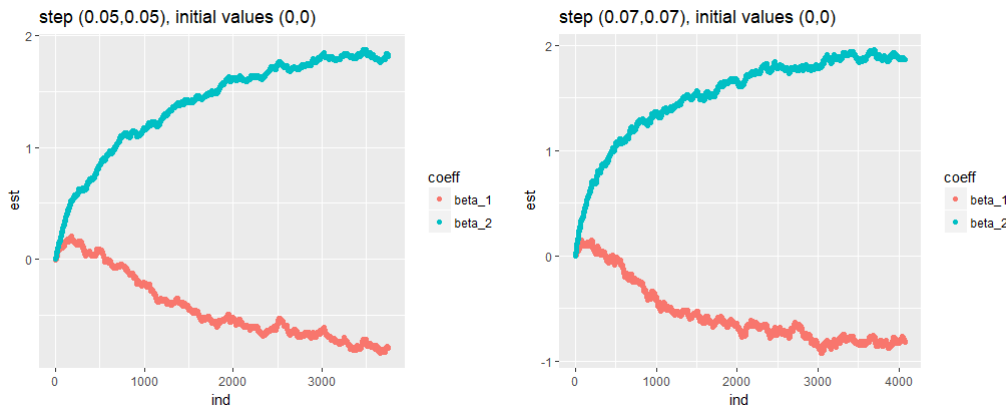 step (0.05,0.05), initial values (0,0)
2
1
0
est
0 1000 2000 3000
ind
coeff
beta_1
beta_2
step (0.07,0.07), initial values (0,0)
2
1
0
-1
est
0 1000 2000 3000 4000
ind
coeff
beta_1
beta_2